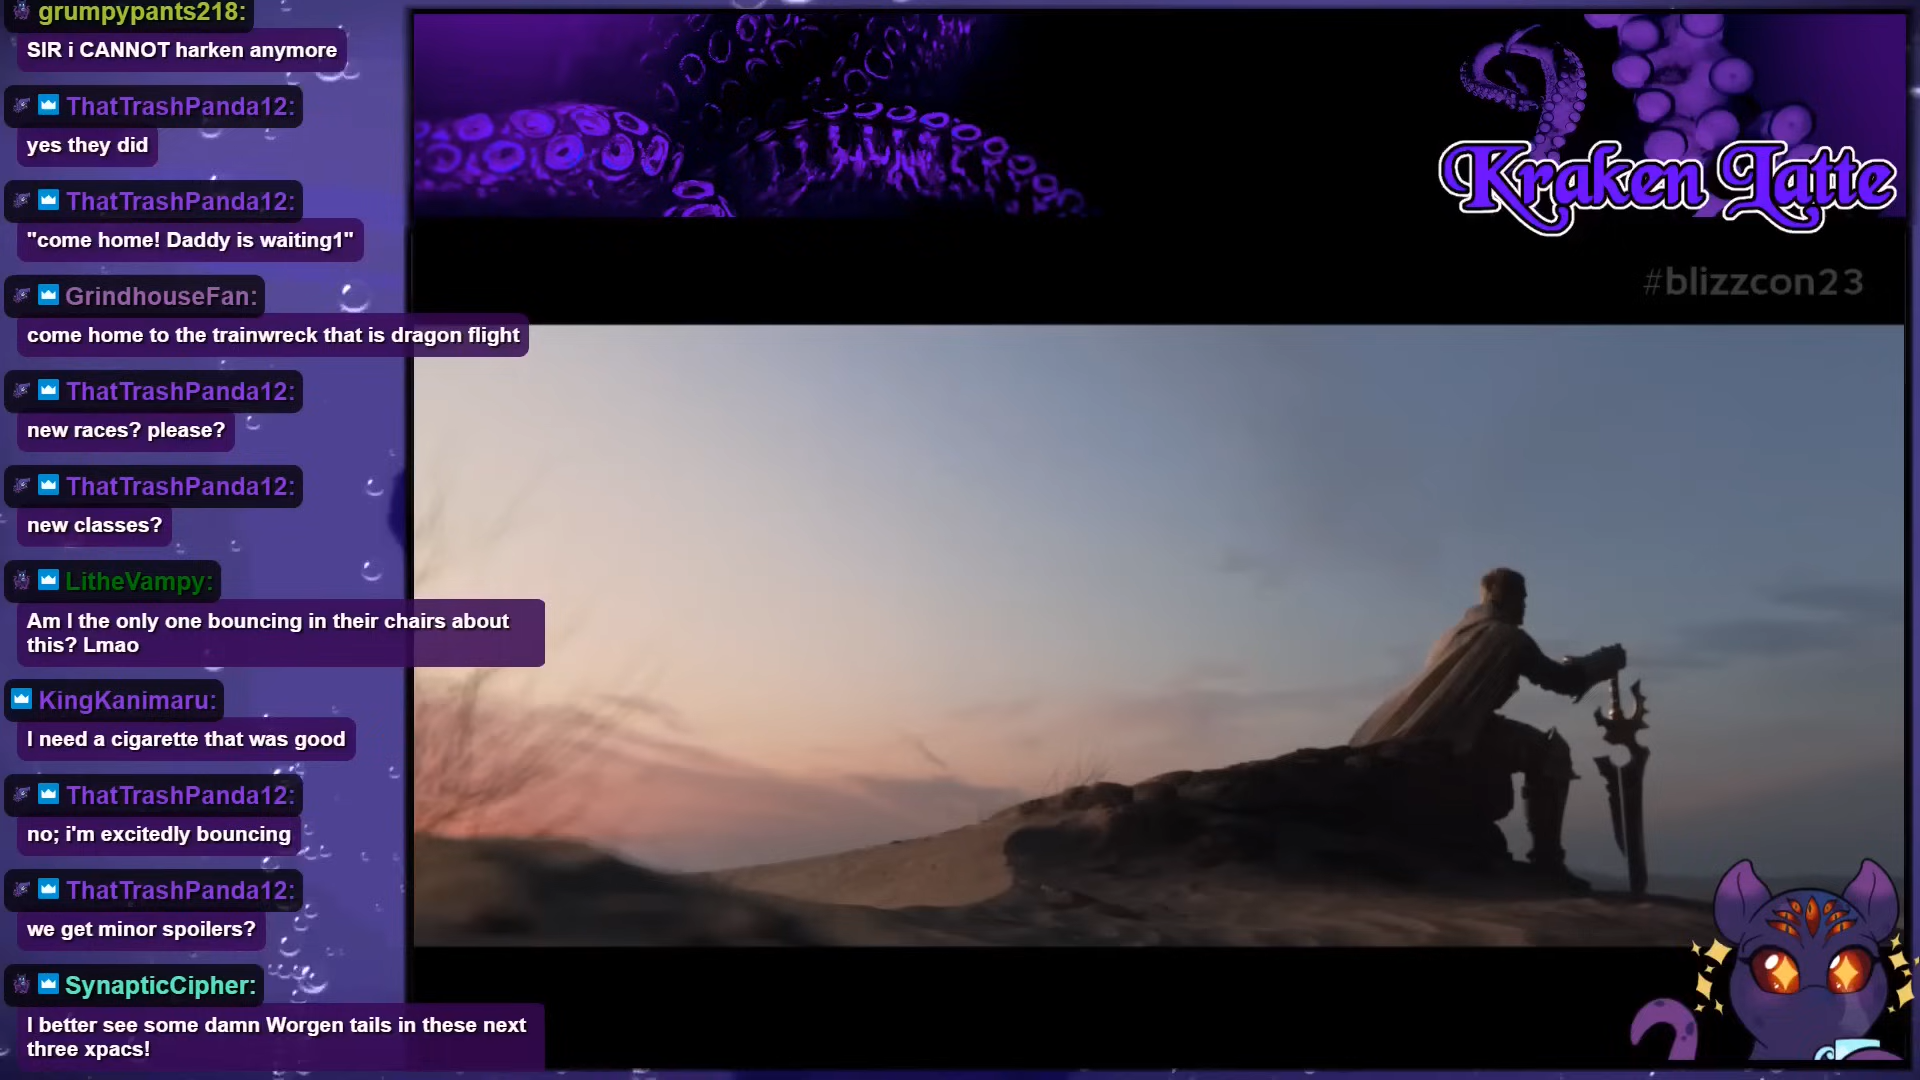 grumpypants218:
SIR i CANNOT harken anymore
ThatTrashPanda12:
yes they did
ThatTrashPanda12:
"come home! Daddy is waiting1"
GrindhouseFan:
come home to the trainwreck that is dragon flight
ThatTrashPanda12:
new races? please?
ThatTrashPanda12:
new classes?
LitheVampy:
Am I the only one bouncing in their chairs about
this? Lmao
KingKanimaru:
I need a cigarette that was good
ThatTrashPanda12:
no; i'm excitedly bouncing
ThatTrashPanda12:
we get minor spoilers?
SynapticCipher:
I better see some damn Worgen tails in these next
three xpacs!
Kraken Latte
#blizzcon23